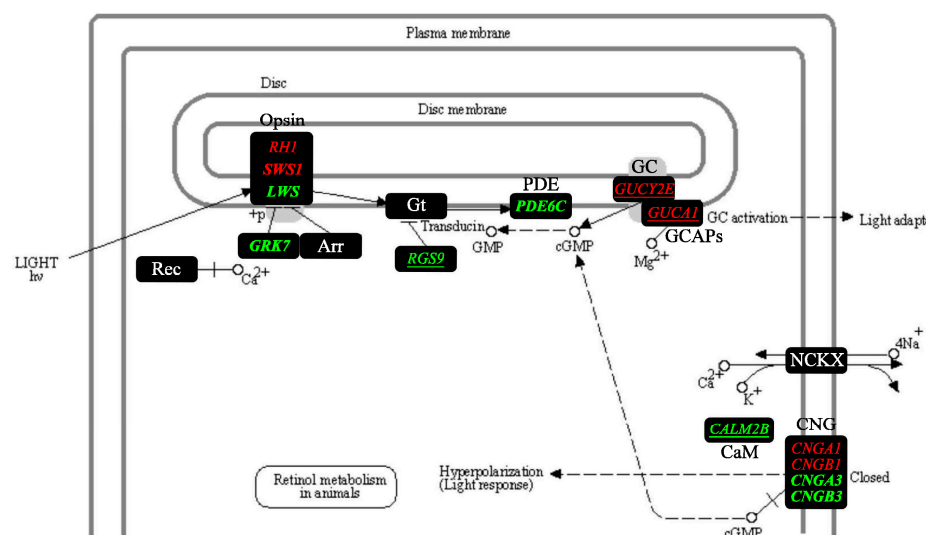 Plasma membrane
Disc
Disc membrane
Opsin
RH1
SWS1
LWS
GC
GUCY2E
PDE
PDE6C
Gt
GUCA1
GC activation
Light adapt
+p
Transducin
GMP
cGMP
GCAPs
Mg2+
GRK7
Arr
RGS9
LIGHT
hν
Rec
Ca2+
4Na+
NCKX
Ca2+
K+
CALM2B
CaM
CNG
CNGA1
CNGB1
CNGA3
CNGB3
Closed
Hyperpolarization
(Light response)
Retinol metabolism
in animals
cGMP